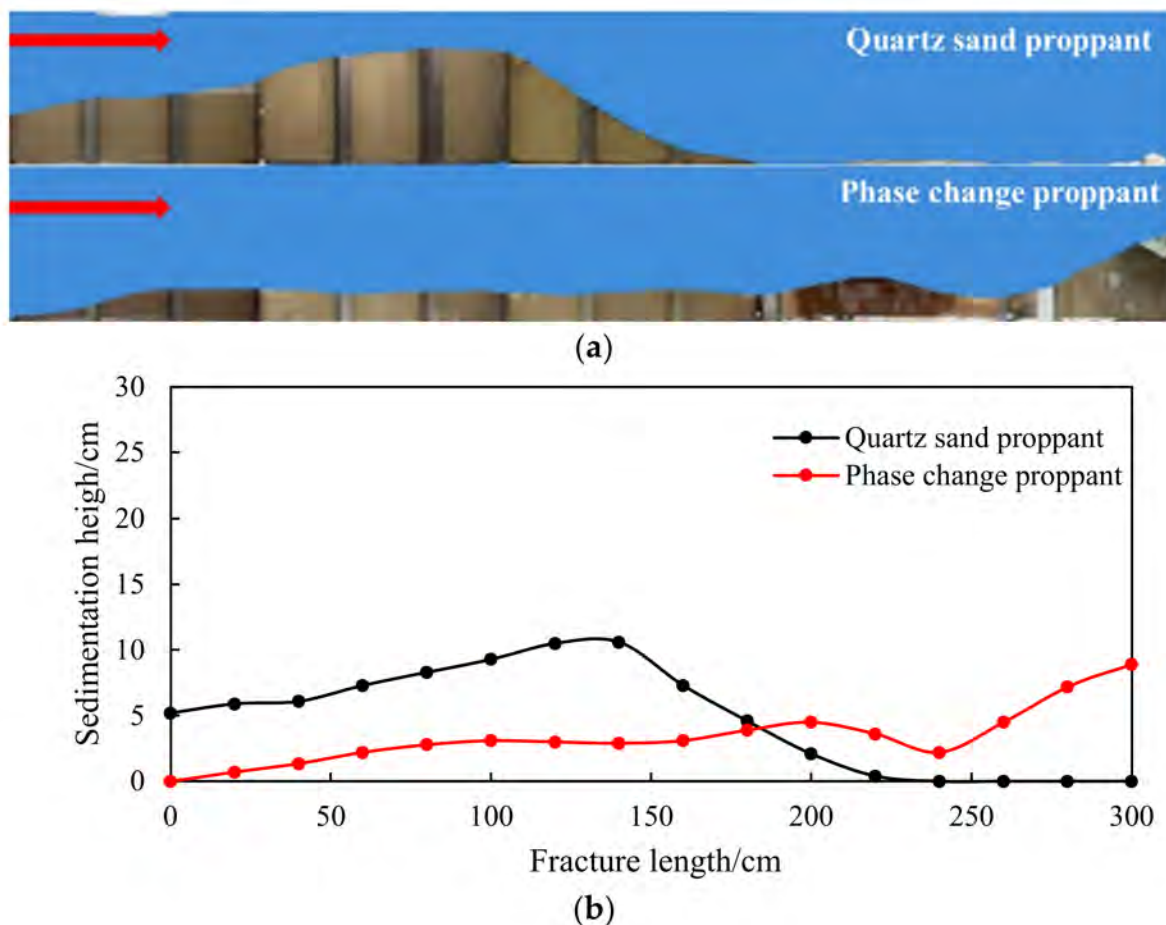 Quartz sand proppant
Phase change proppant
(a)
30
25
20
15
10
5
0
Sedimentation heigh/cm
Quartz sand proppant
Phase change proppant
0 50 100 150 200 250 300
Fracture length/cm
(b)